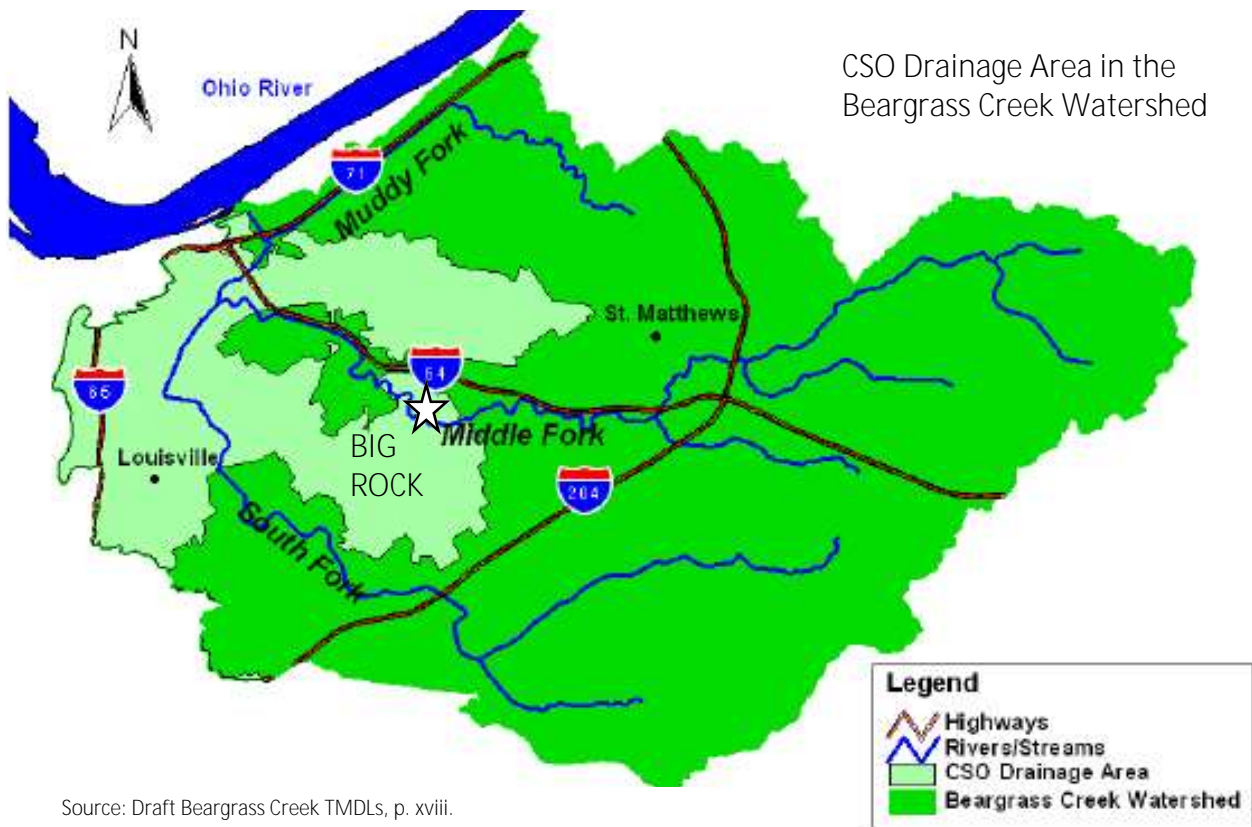 N
Ohio River
CSO Drainage Area in the
Beargrass Creek Watershed
71
Muddy Fork
St. Matthews
64
65
Middle Fork
BIG
ROCK
Louisville
264
South Fork
Legend
Highways
Rivers/Streams
CSO Drainage Area
Beargrass Creek Watershed
Source: Draft Beargrass Creek TMDLs, p. xviii.